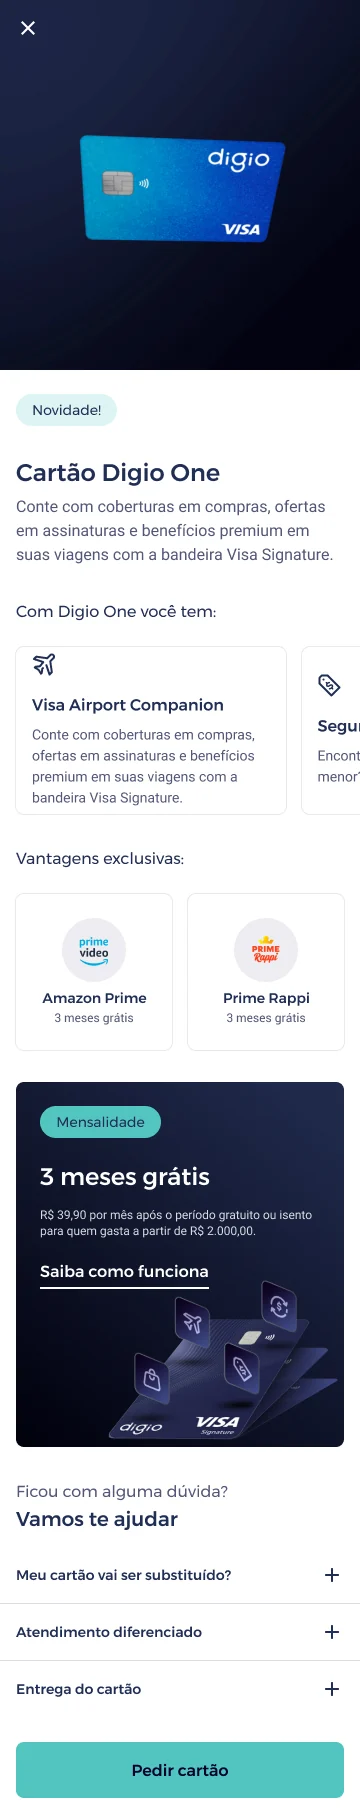 digio
VISA
Novidade!
Cartão Digio One
Conte com coberturas em compras, ofertas
em assinaturas e benefícios premium em
suas viagens com a bandeira Visa Signature.
Com Digio One você tem:
Visa Airport Companion
Conte com coberturas em compras,
ofertas em assinaturas e benefícios
premium em suas viagens com a
bandeira Visa Signature.
Segur
Encont
menor?
Vantagens exclusivas:
prime
video
Amazon Prime
3 meses grátis
PRIME
Rappi
Prime Rappi
3 meses grátis
Mensalidade
3 meses grátis
R$ 39,90 por mês após o período gratuito ou isento
para quem gasta a partir de R$ 2.000,00.
Saiba como funciona
digio
VISA
Signature
Ficou com alguma dúvida?
Vamos te ajudar
Meu cartão vai ser substituído?
Atendimento diferenciado
Entrega do cartão
Pedir cartão